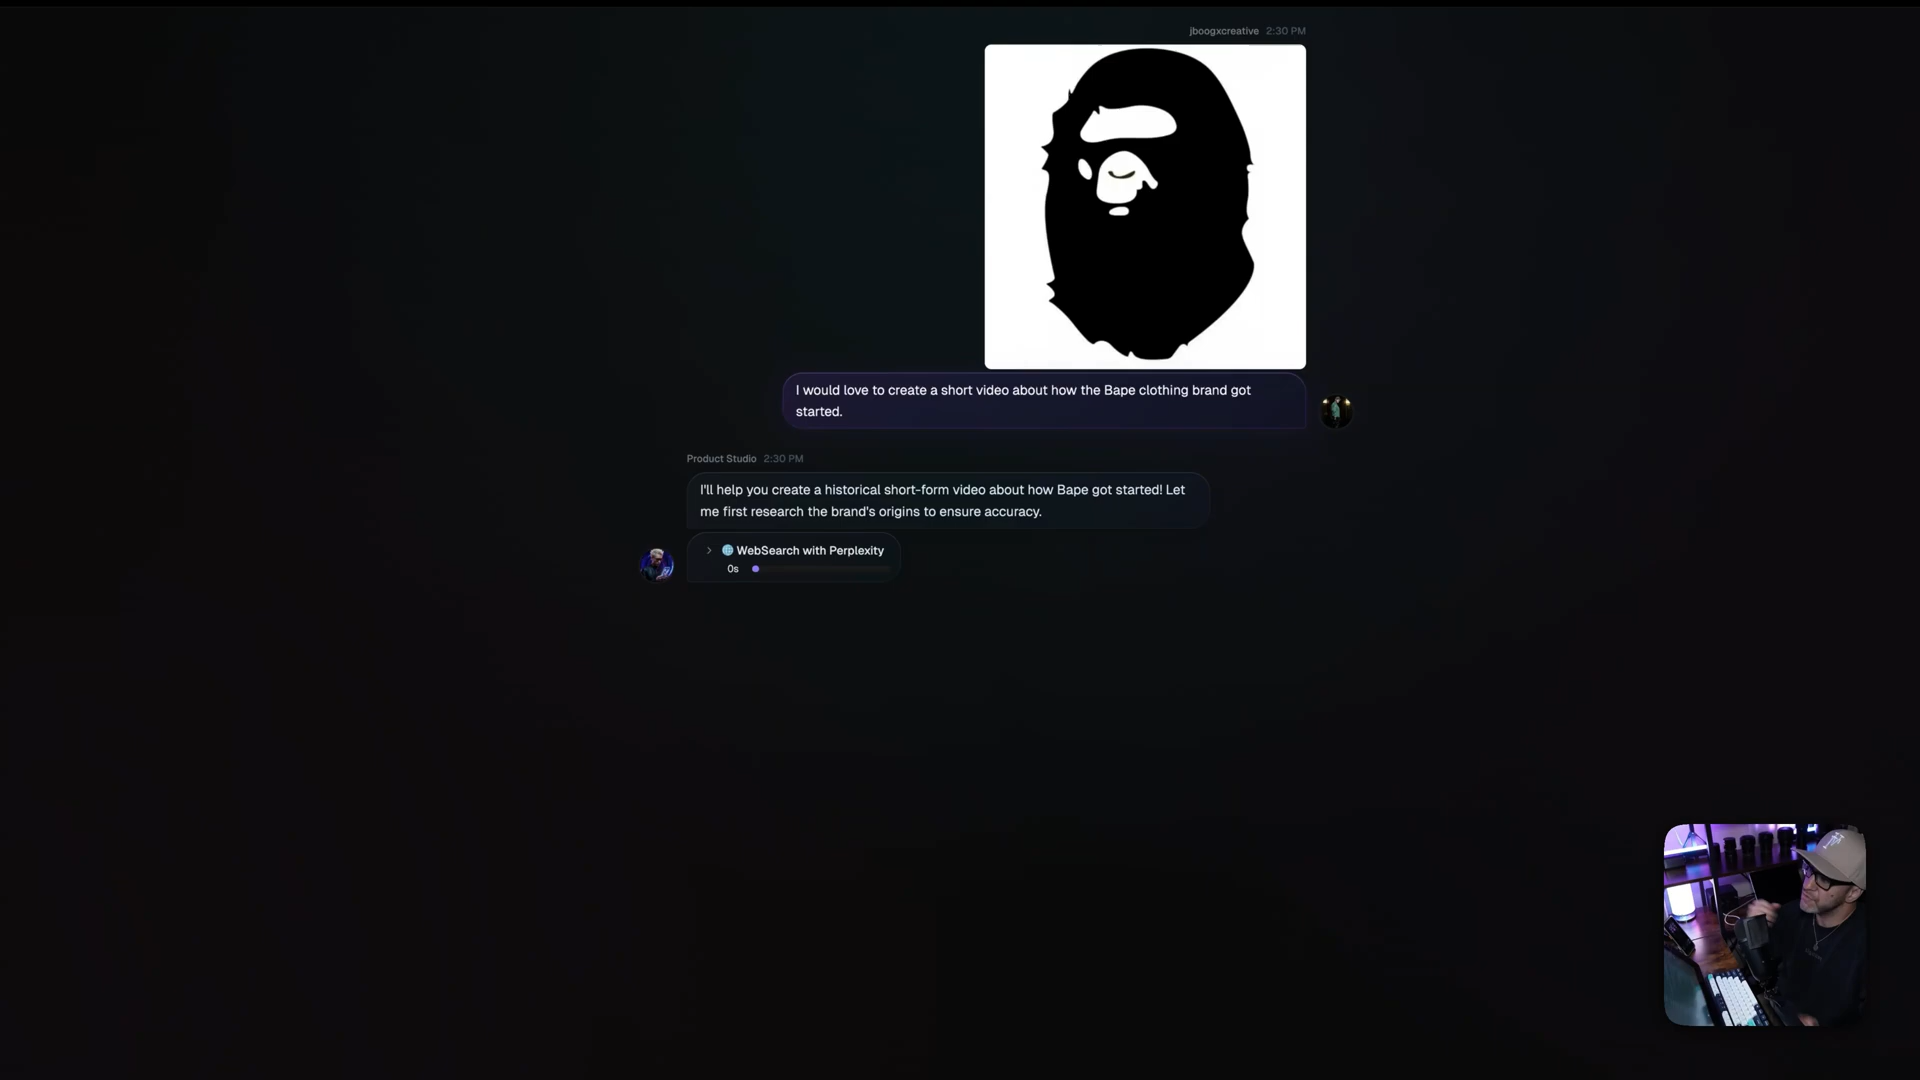 jboogxcreative 2:30 PM
I would love to create a short video about how the Bape clothing brand got
started.
Product Studio 2:30 PM
I'll help you create a historical short-form video about how Bape got started! Let
me first research the brand's origins to ensure accuracy.
WebSearch with Perplexity
0s